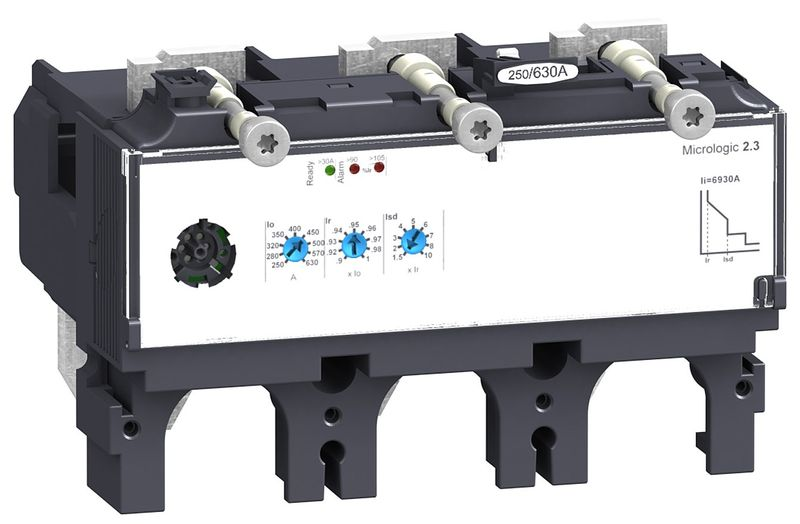 250/630A
Micrologic 2.3
Ready
>30A
Alarm
>90
>105
%Ir
Ii=6930A
Io
250
280
320
350
400
450
500
570
630
A
Ir
.9
.92
.93
.94
.95
.96
.97
.98
1
x Io
Isd
1.5
2
3
4
5
6
7
8
10
x Ir
Ir
Isd